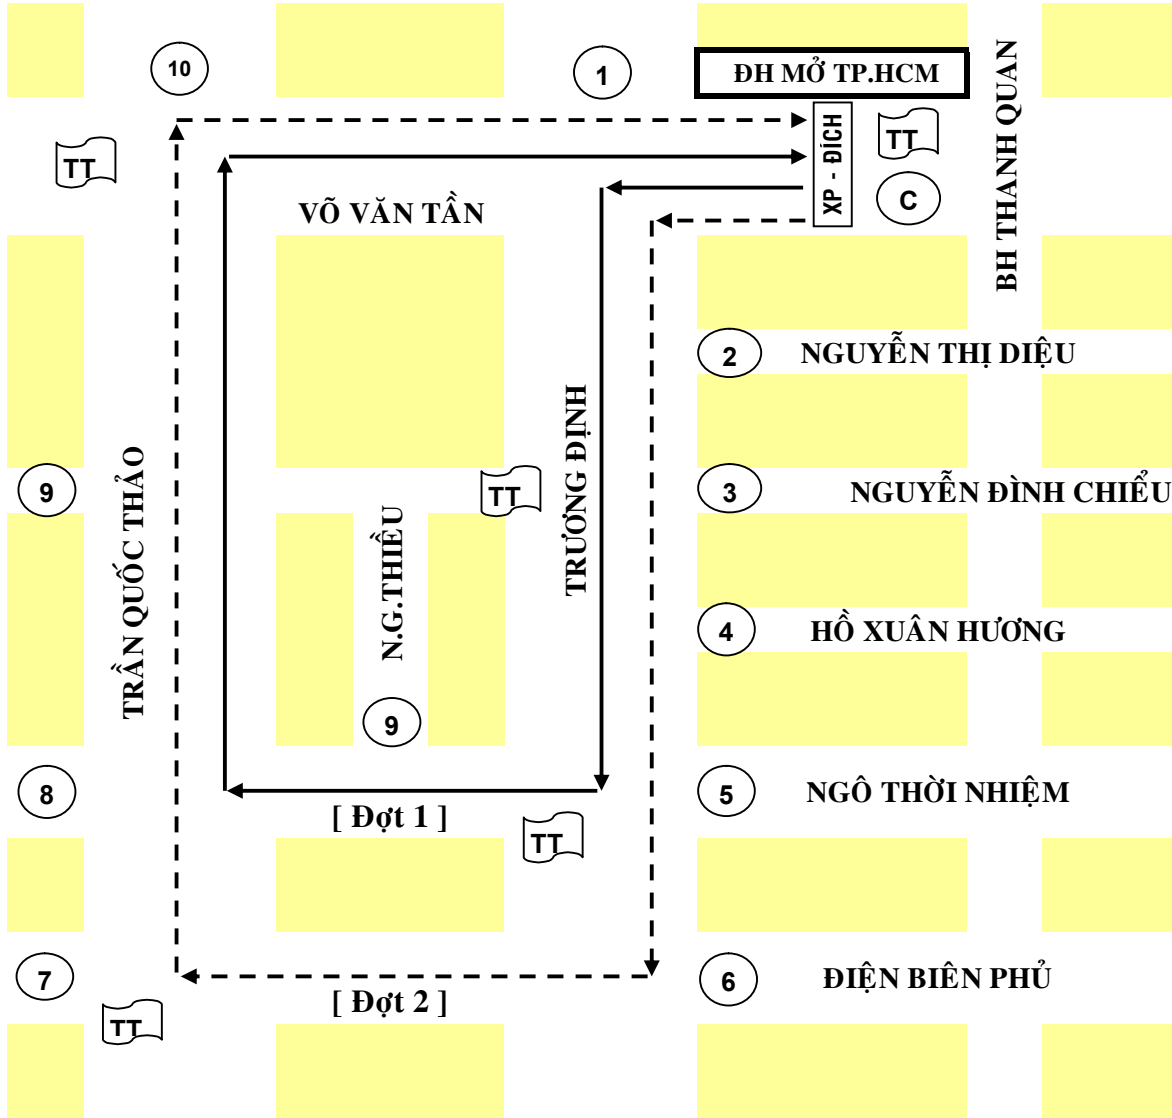 10
1
ĐH MỞ TP.HCM
BH THANH QUAN
TT
XP - ĐÍCH
TT
C
VÕ VĂN TẦN
2
NGUYỄN THỊ DIỆU
TRƯƠNG ĐỊNH
9
TRẦN QUỐC THẢO
TT
3
NGUYỄN ĐÌNH CHIỂU
N.G.THIỀU
4
HỒ XUÂN HƯƠNG
9
8
5
NGÔ THỜI NHIỆM
[ Đợt 1 ]
TT
7
6
ĐIỆN BIÊN PHỦ
[ Đợt 2 ]
TT